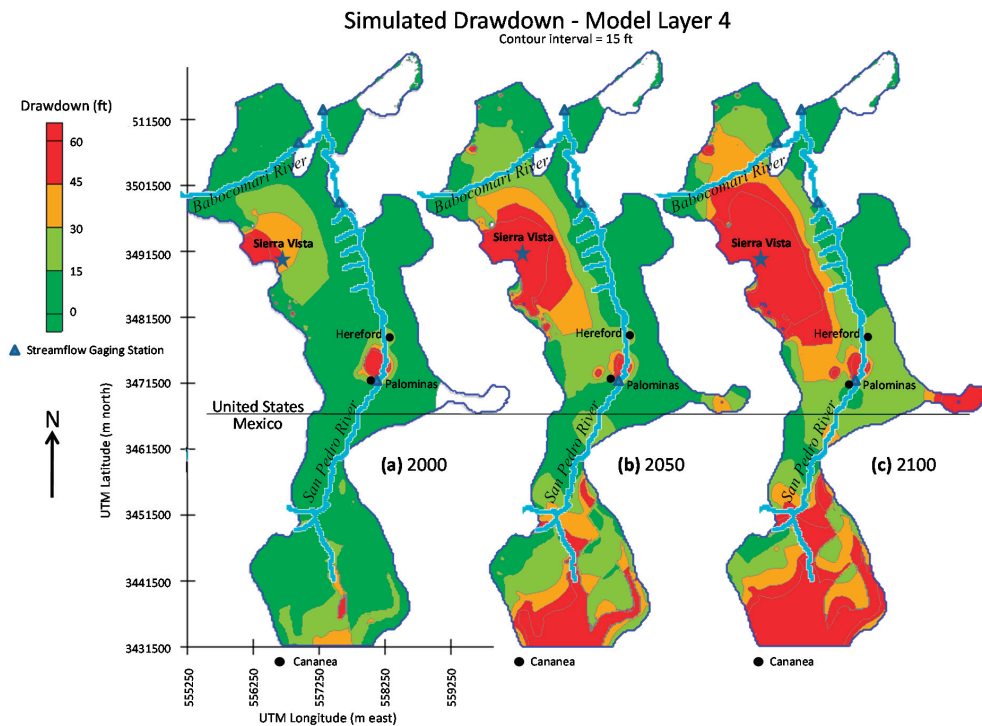 Simulated Drawdown - Model Layer 4
Contour interval = 15 ft
Drawdown (ft)
60
45
30
15
0
Streamflow Gaging Station
N
UTM Latitude (m north)
511500
3501500
3491500
3481500
3471500
3461500
3451500
3441500
3431500
Babocomari River
Sierra Vista
Hereford
Palominas
United States
Mexico
San Pedro River
(a) 2000
Cananea
Babocomari River
Sierra Vista
Hereford
Palominas
San Pedro River
(b) 2050
Cananea
Babocomari River
Sierra Vista
Hereford
Palominas
San Pedro River
(c) 2100
Cananea
555250
556250
557250
558250
559250
UTM Longitude (m east)